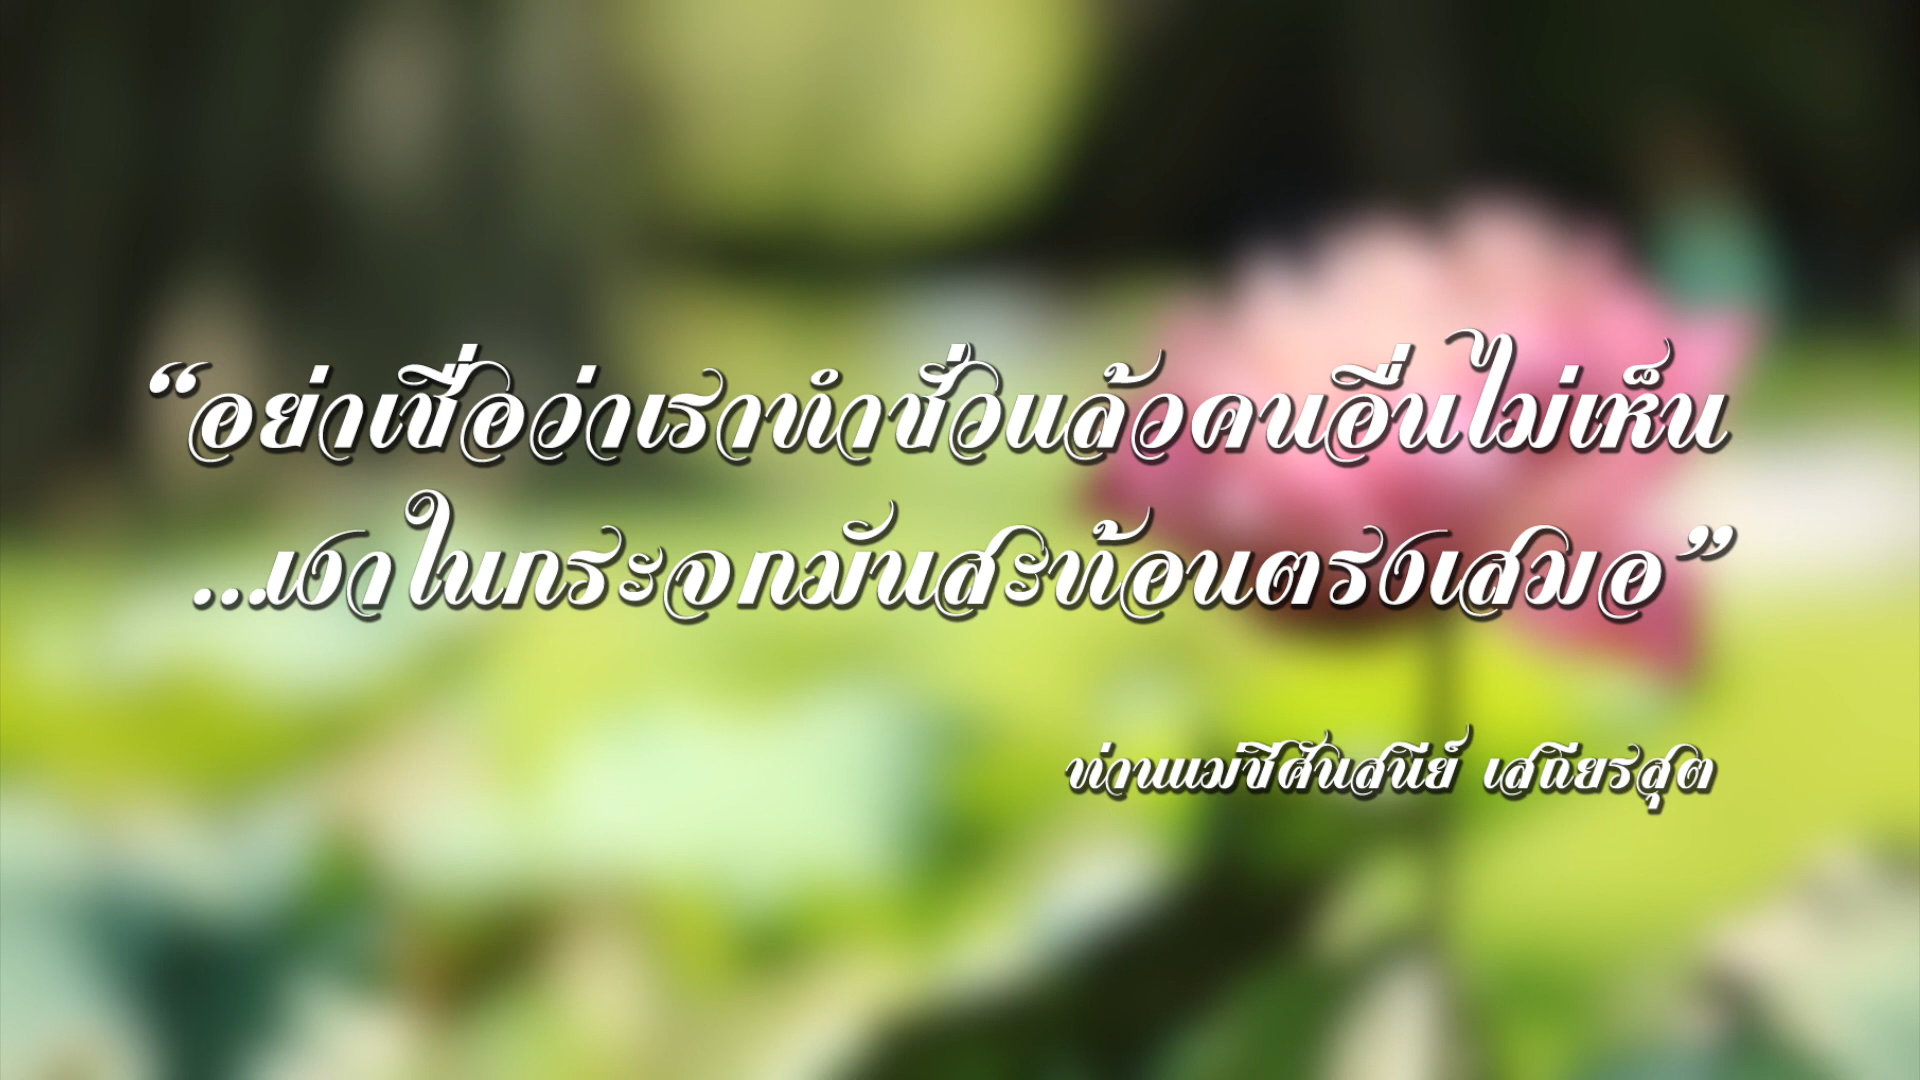 “อย่าเชื่อว่าเราทำชั่วแล้วคนอื่นไม่เห็น
...เงาในกระจกมันสะท้อนตรงเสมอ”
ท่านแม่ชีศันสนีย์ เสถียรสุต